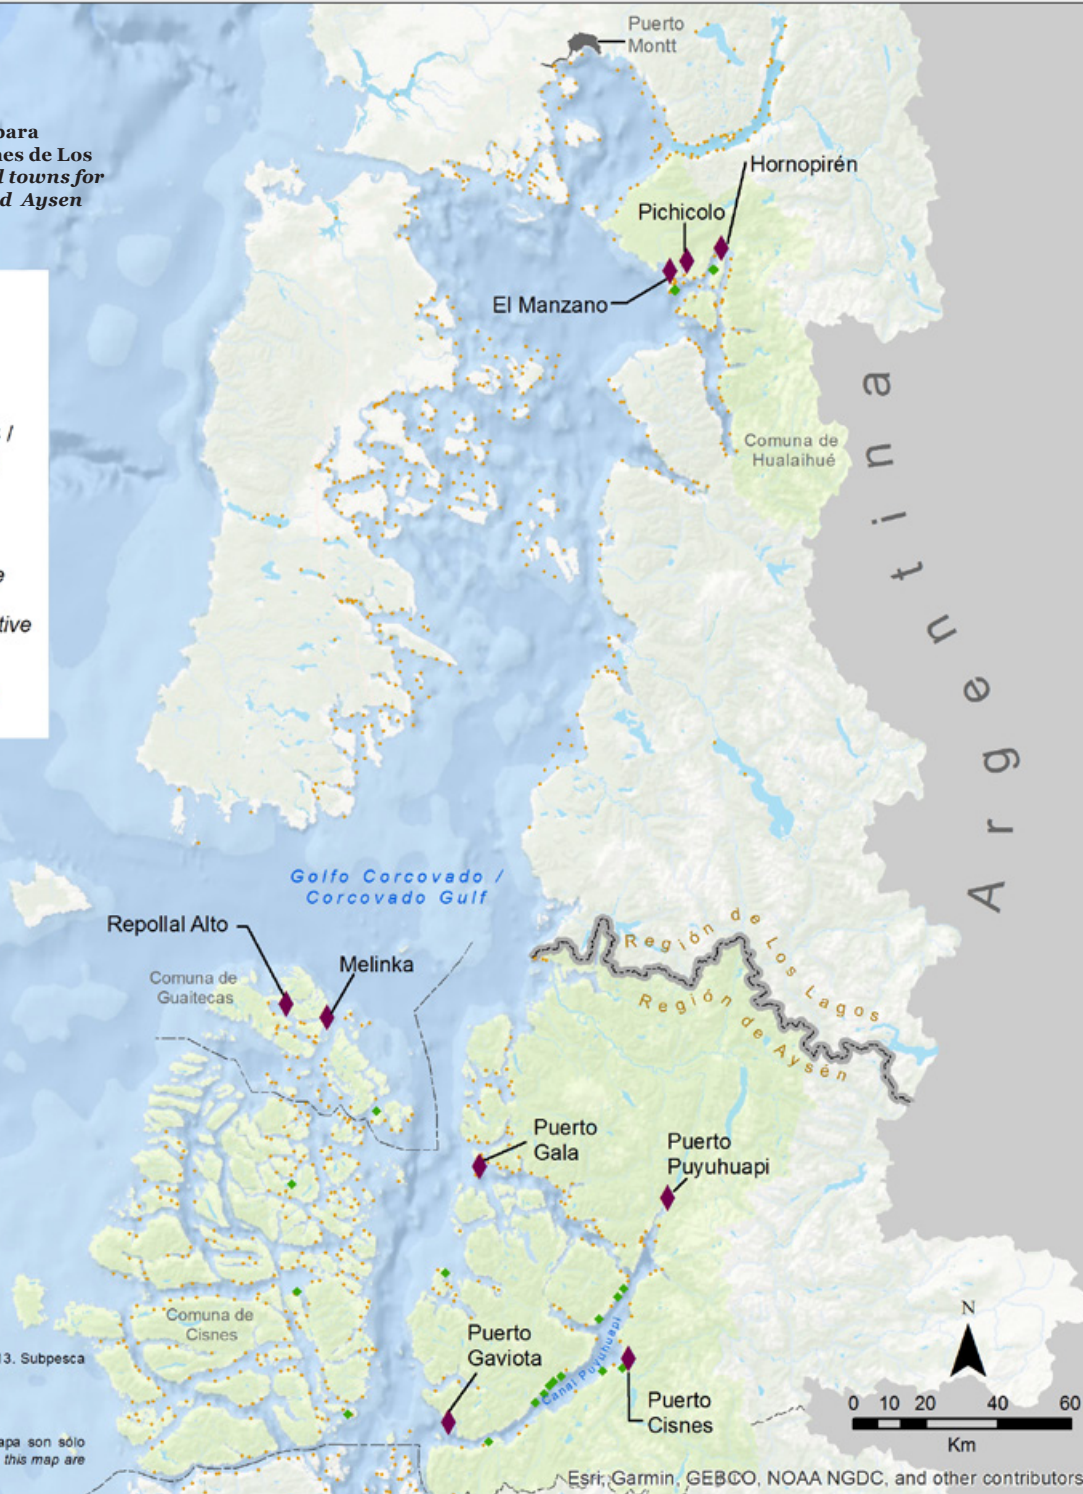 Puerto
Montt
para
nes de Los
l towns for
d Aysen
Hornopirén
Pichicolo
El Manzano
/
Comuna de
Hualaihué
e
tive
Argentina
Golfo Corcovado /
Corcovado Gulf
Repollal Alto
Melinka
Comuna de
Guaitecas
Región de Los Lagos
Región de Aysén
Puerto
Gala
Puerto
Puyuhuapi
Comuna de
Cisnes
Puerto
Gaviota
Canal Puyuhuapi
Puerto
Cisnes
13. Subpesca
apa son sólo
this map are
N
0 10 20 40 60
Km
Esri, Garmin, GEBCO, NOAA NGDC, and other contributors